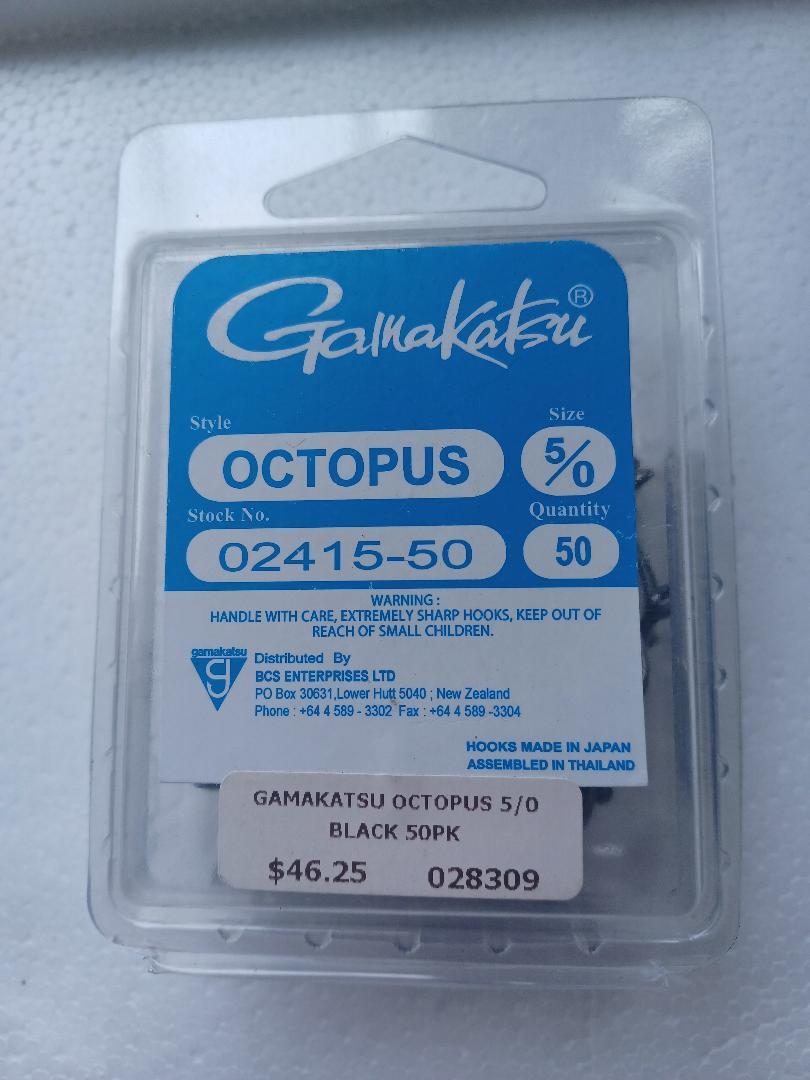 Gamakatsu®
Style
Size
OCTOPUS
5/0
Stock No.
Quantity
02415-50
50
WARNING :
HANDLE WITH CARE, EXTREMELY SHARP HOOKS, KEEP OUT OF
REACH OF SMALL CHILDREN.
gamakatsu
g
Distributed By
BCS ENTERPRISES LTD
PO Box 30631,Lower Hutt 5040 ; New Zealand
Phone : +64 4 589 - 3302 Fax : +64 4 589 -3304
HOOKS MADE IN JAPAN
ASSEMBLED IN THAILAND
GAMAKATSU OCTOPUS 5/0
BLACK 50PK
$46.25 028309